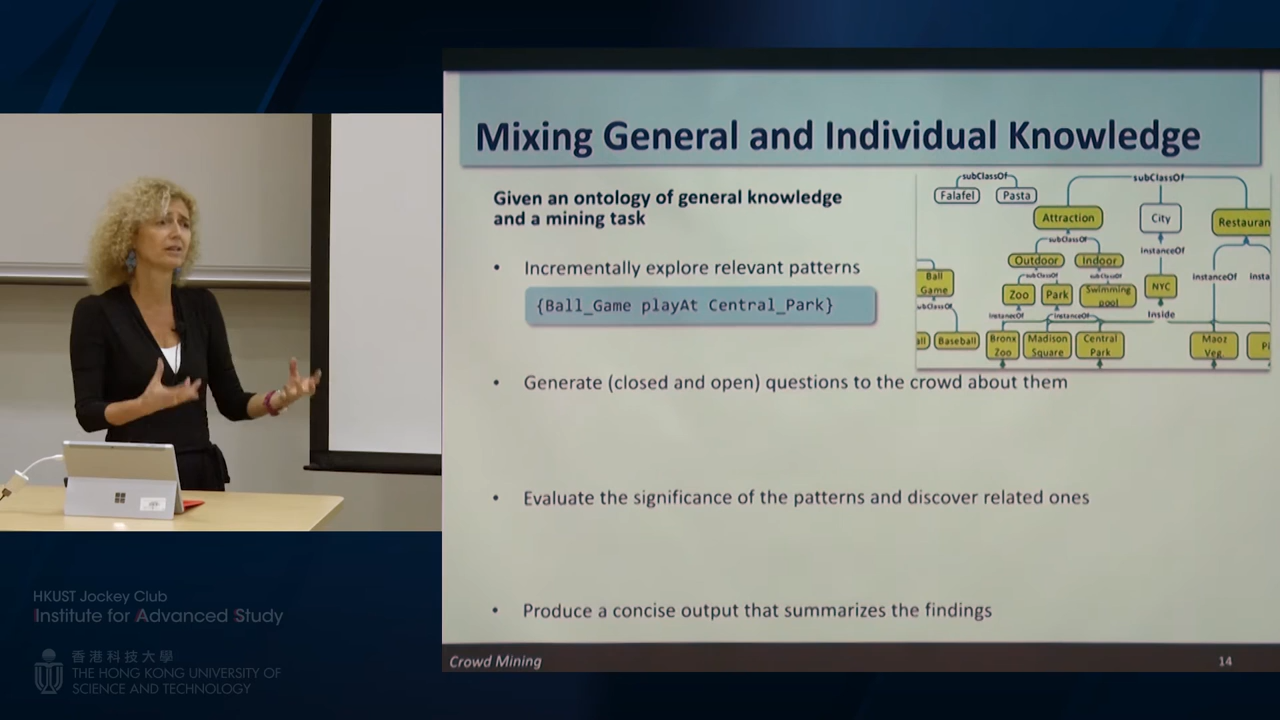 Mixing General and Individual Knowledge
Given an ontology of general knowledge
and a mining task
• Incrementally explore relevant patterns
{Ball_Game playAt Central_Park}
• Generate (closed and open) questions to the crowd about them
• Evaluate the significance of the patterns and discover related ones
• Produce a concise output that summarizes the findings
subClassOf
subClassOf
Falafel
Pasta
Attraction
City
Restauran
subClassOf
instanceOf
Outdoor
Indoor
subClassOf
subClassOf
instanceOf
Insta
Ball
Game
Zoo
Park
Swimming
pool
NYC
ubClassOf
instanceOf
instanceOf
Inside
all
Baseball
Bronx
Zoo
Madison
Square
Central
Park
Maoz
Veg.
Pi
Crowd Mining
14
HKUST Jockey Club
Institute for Advanced Study
香港科技大學
THE HONG KONG UNIVERSITY OF
SCIENCE AND TECHNOLOGY